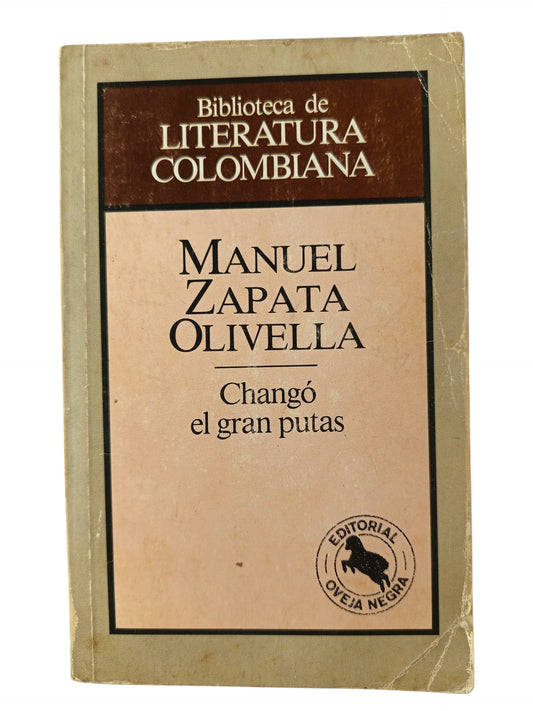 Biblioteca de
LITERATURA
COLOMBIANA
MANUEL
ZAPATA
OLIVELLA
Changó
el gran putas
EDITORIAL
OVEJA NEGRA